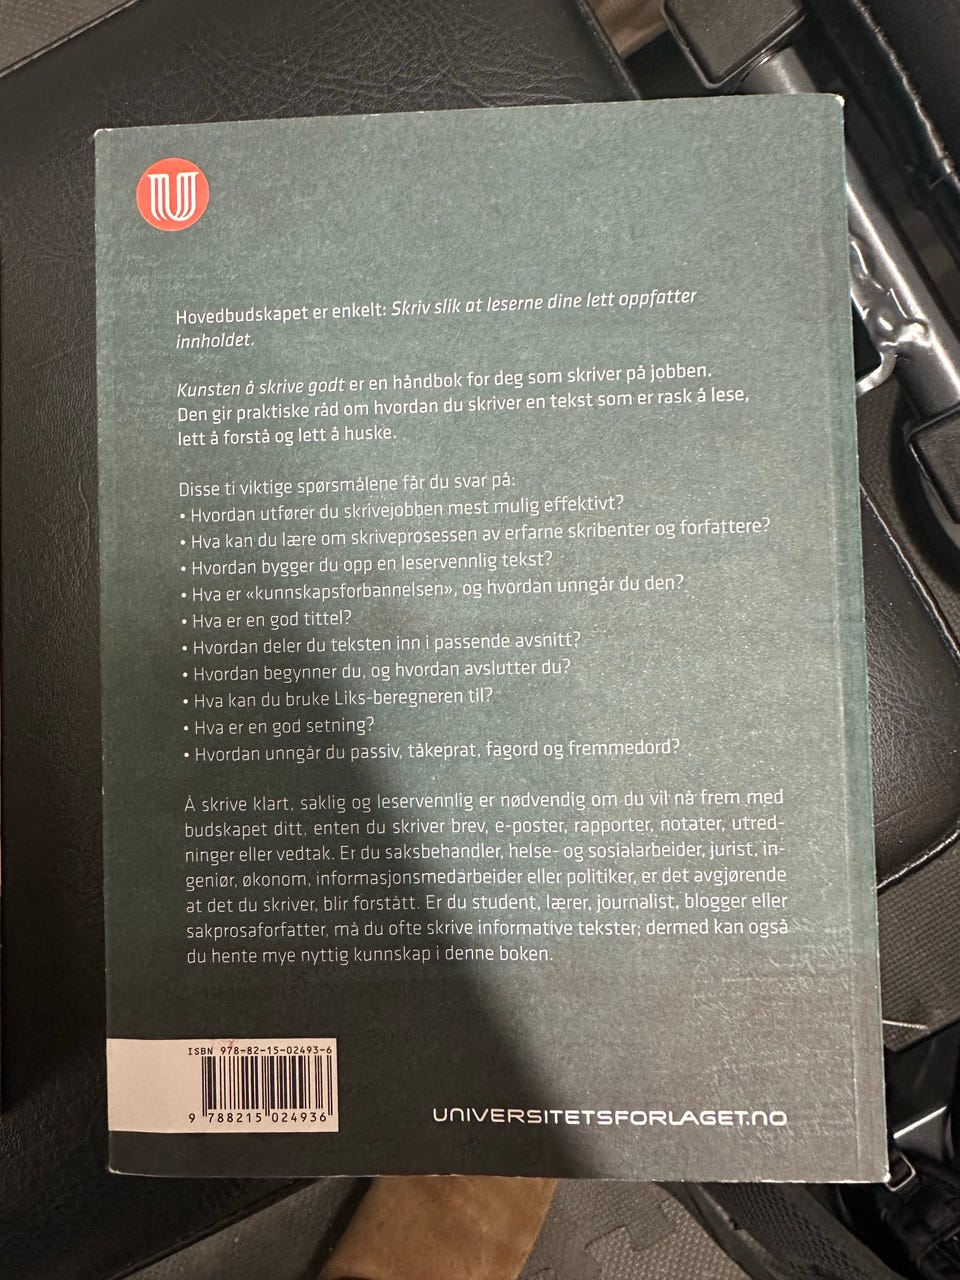 U
Hovedbudskapet er enkelt: Skriv slik at leserne dine lett oppfatter
innholdet.
Kunsten å skrive godt er en håndbok for deg som skriver på jobben.
Den gir praktiske råd om hvordan du skriver en tekst som er rask å lese,
lett å forstå og lett å huske.
Disse ti viktige spørsmålene får du svar på:
• Hvordan utfører du skrivejobben mest mulig effektivt?
• Hva kan du lære om skriveprosessen av erfarne skribenter og forfattere?
• Hvordan bygger du opp en leservennlig tekst?
• Hva er «kunnskapsforbannelsen», og hvordan unngår du den?
• Hva er en god tittel?
• Hvordan deler du teksten inn i passende avsnitt?
• Hvordan begynner du, og hvordan avslutter du?
• Hva kan du bruke Liks-beregneren til?
• Hva er en god setning?
• Hvordan unngår du passiv, tåkeprat, fagord og fremmedord?
Å skrive klart, saklig og leservennlig er nødvendig om du vil nå frem med
budskapet ditt, enten du skriver brev, e-poster, rapporter, notater, utred-
ninger eller vedtak. Er du saksbehandler, helse- og sosialarbeider, jurist, in-
geniør, økonom, informasjonsmedarbeider eller politiker, er det avgjørende
at det du skriver, blir forstått. Er du student, lærer, journalist, blogger eller
sakprosaforfatter, må du ofte skrive informative tekster; dermed kan også
du hente mye nyttig kunnskap i denne boken.
ISBN 978-82-15-02493-6
9 788215 024936
UNIVERSITETSFORLAGET.NO